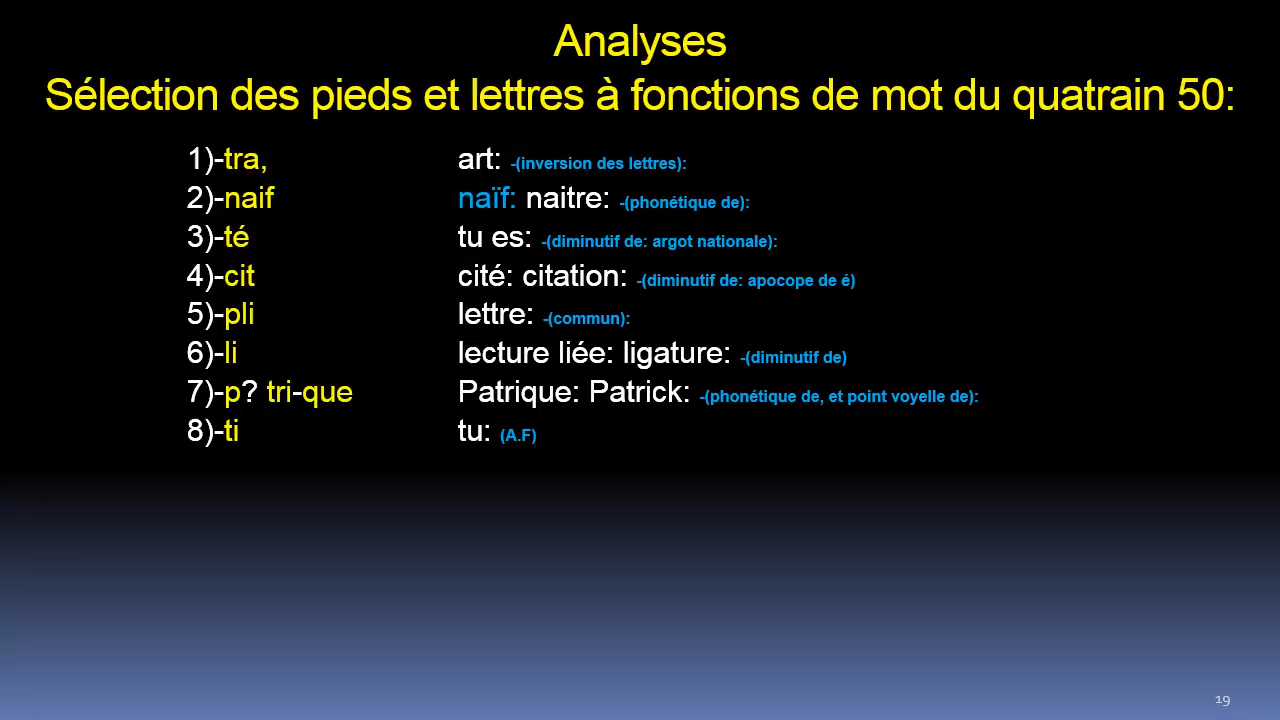 Analyses
Sélection des pieds et lettres à fonctions de mot du quatrain 50:
1)-tra, art: -(inversion des lettres):
2)-naif naïf: naitre: -(phonétique de):
3)-té tu es: -(diminutif de: argot nationale):
4)-cit cité: citation: -(diminutif de: apocope de é)
5)-pli lettre: -(commun):
6)-li lecture liée: ligature: -(diminutif de)
7)-p? tri-que Patrique: Patrick: -(phonétique de, et point voyelle de):
8)-ti tu: (A.F)
19